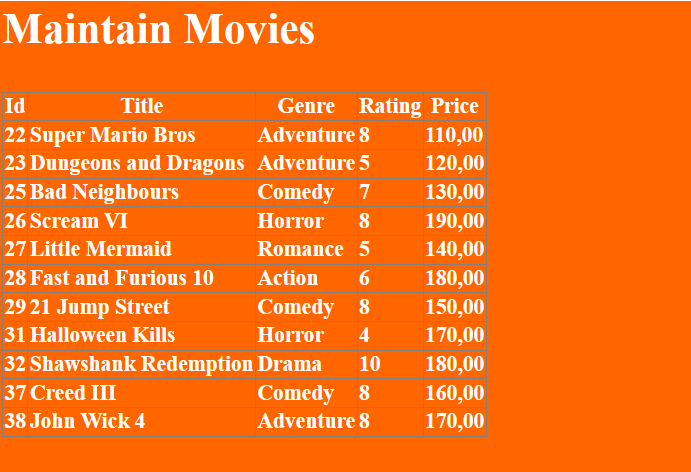 Maintain Movies
Id Title Genre Rating Price
22 Super Mario Bros Adventure 8 110,00
23 Dungeons and Dragons Adventure 5 120,00
25 Bad Neighbours Comedy 7 130,00
26 Scream VI Horror 8 190,00
27 Little Mermaid Romance 5 140,00
28 Fast and Furious 10 Action 6 180,00
29 21 Jump Street Comedy 8 150,00
31 Halloween Kills Horror 4 170,00
32 Shawshank Redemption Drama 10 180,00
37 Creed III Comedy 8 160,00
38 John Wick 4 Adventure 8 170,00